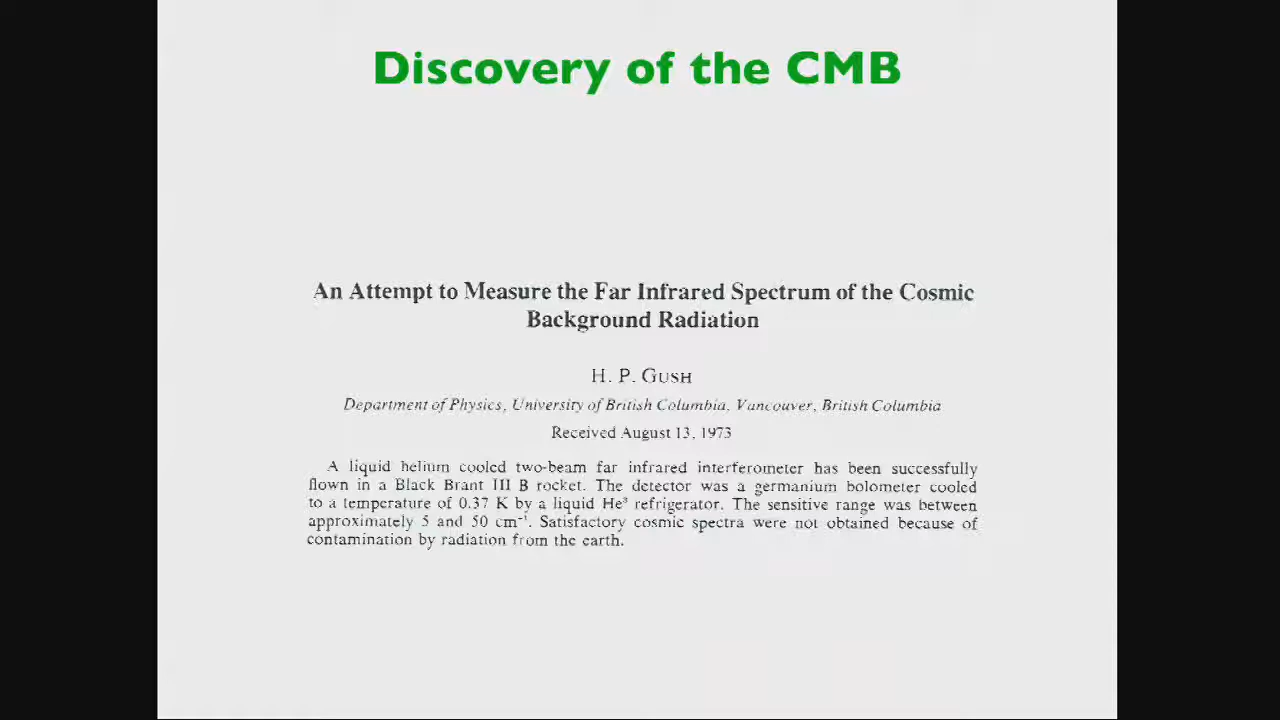 Discovery of the CMB
An Attempt to Measure the Far Infrared Spectrum of the Cosmic
Background Radiation
H. P. GUSH
Department of Physics, University of British Columbia, Vancouver, British Columbia
Received August 13, 1973
A liquid helium cooled two-beam far infrared interferometer has been successfully
flown in a Black Brant III B rocket. The detector was a germanium bolometer cooled
to a temperature of 0.37 K by a liquid He³ refrigerator. The sensitive range was between
approximately 5 and 50 cm⁻¹. Satisfactory cosmic spectra were not obtained because of
contamination by radiation from the earth.